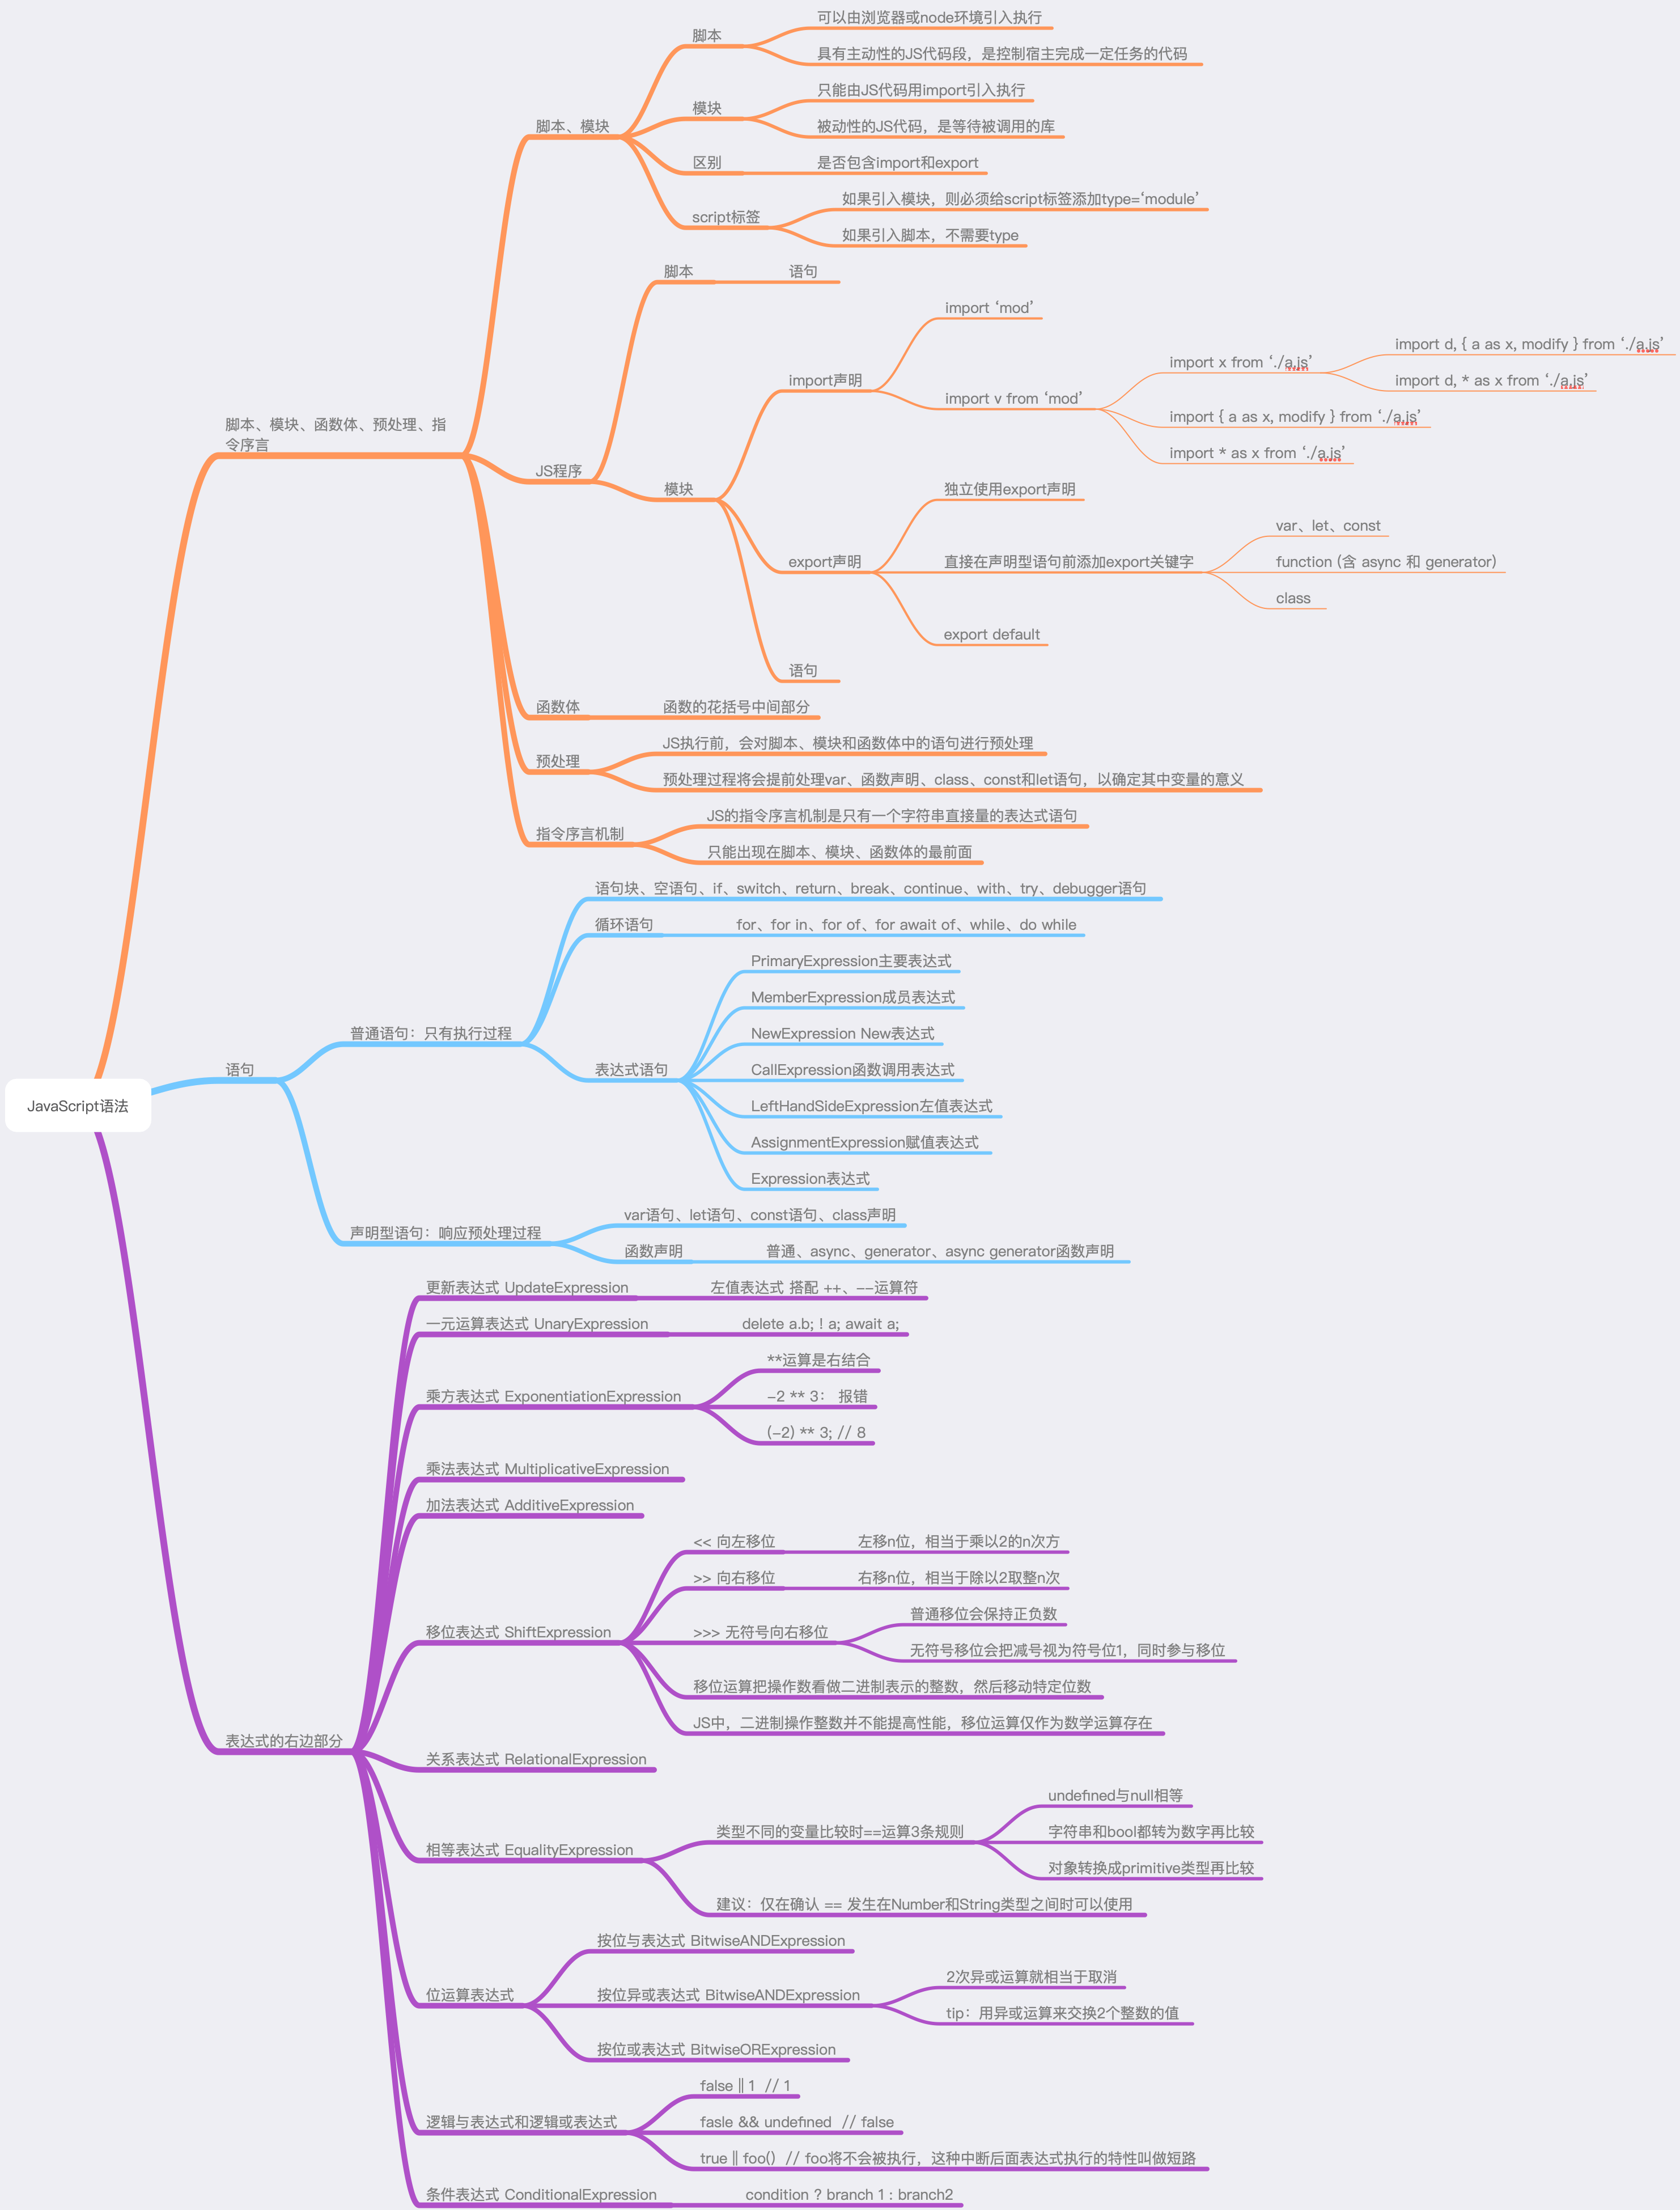 可以由浏览器或node环境引入执行
脚本
具有主动性的JS代码段，是控制宿主完成一定任务的代码
只能由JS代码用import引入执行
模块
被动性的JS代码，是等待被调用的库
脚本、模块
区别
是否包含import和export
如果引入模块，则必须给script标签添加type=‘module’
script标签
如果引入脚本，不需要type
脚本
语句
import ‘mod’
import d, { a as x, modify } from ‘./a.js’
import x from ‘./a.js’
import声明
import d, * as x from ‘./a.js’
import v from ‘mod’
import { a as x, modify } from ‘./a.js’
脚本、模块、函数体、预处理、指
令序言
import * as x from ‘./a.js’
JS程序
模块
独立使用export声明
var、let、const
export声明
直接在声明型语句前添加export关键字
function (含 async 和 generator)
class
export default
语句
函数体
函数的花括号中间部分
JS执行前，会对脚本、模块和函数体中的语句进行预处理
预处理
预处理过程将会提前处理var、函数声明、class、const和let语句，以确定其中变量的意义
JS的指令序言机制是只有一个字符串直接量的表达式语句
指令序言机制
只能出现在脚本、模块、函数体的最前面
语句块、空语句、if、switch、return、break、continue、with、try、debugger语句
循环语句
for、for in、for of、for await of、while、do while
PrimaryExpression主要表达式
MemberExpression成员表达式
普通语句：只有执行过程
NewExpression New表达式
语句
表达式语句
CallExpression函数调用表达式
JavaScript语法
LeftHandSideExpression左值表达式
AssignmentExpression赋值表达式
Expression表达式
var语句、let语句、const语句、class声明
声明型语句：响应预处理过程
函数声明
普通、async、generator、async generator函数声明
更新表达式 UpdateExpression
左值表达式 搭配 ++、--运算符
一元运算表达式 UnaryExpression
delete a.b; ! a; await a;
**运算是右结合
乘方表达式 ExponentiationExpression
-2 ** 3： 报错
(-2) ** 3; // 8
乘法表达式 MultiplicativeExpression
加法表达式 AdditiveExpression
<< 向左移位
左移n位，相当于乘以2的n次方
>> 向右移位
右移n位，相当于除以2取整n次
普通移位会保持正负数
移位表达式 ShiftExpression
>>> 无符号向右移位
无符号移位会把减号视为符号位1，同时参与移位
移位运算把操作数看做二进制表示的整数，然后移动特定位数
JS中，二进制操作整数并不能提高性能，移位运算仅作为数学运算存在
表达式的右边部分
关系表达式 RelationalExpression
undefined与null相等
类型不同的变量比较时==运算3条规则
字符串和bool都转为数字再比较
相等表达式 EqualityExpression
对象转换成primitive类型再比较
建议：仅在确认 == 发生在Number和String类型之间时可以使用
按位与表达式 BitwiseANDExpression
2次异或运算就相当于取消
位运算表达式
按位异或表达式 BitwiseANDExpression
tip：用异或运算来交换2个整数的值
按位或表达式 BitwiseORExpression
false || 1 // 1
逻辑与表达式和逻辑或表达式
fasle && undefined // false
true || foo() // foo将不会被执行，这种中断后面表达式执行的特性叫做短路
条件表达式 ConditionalExpression
condition ? branch 1 : branch2